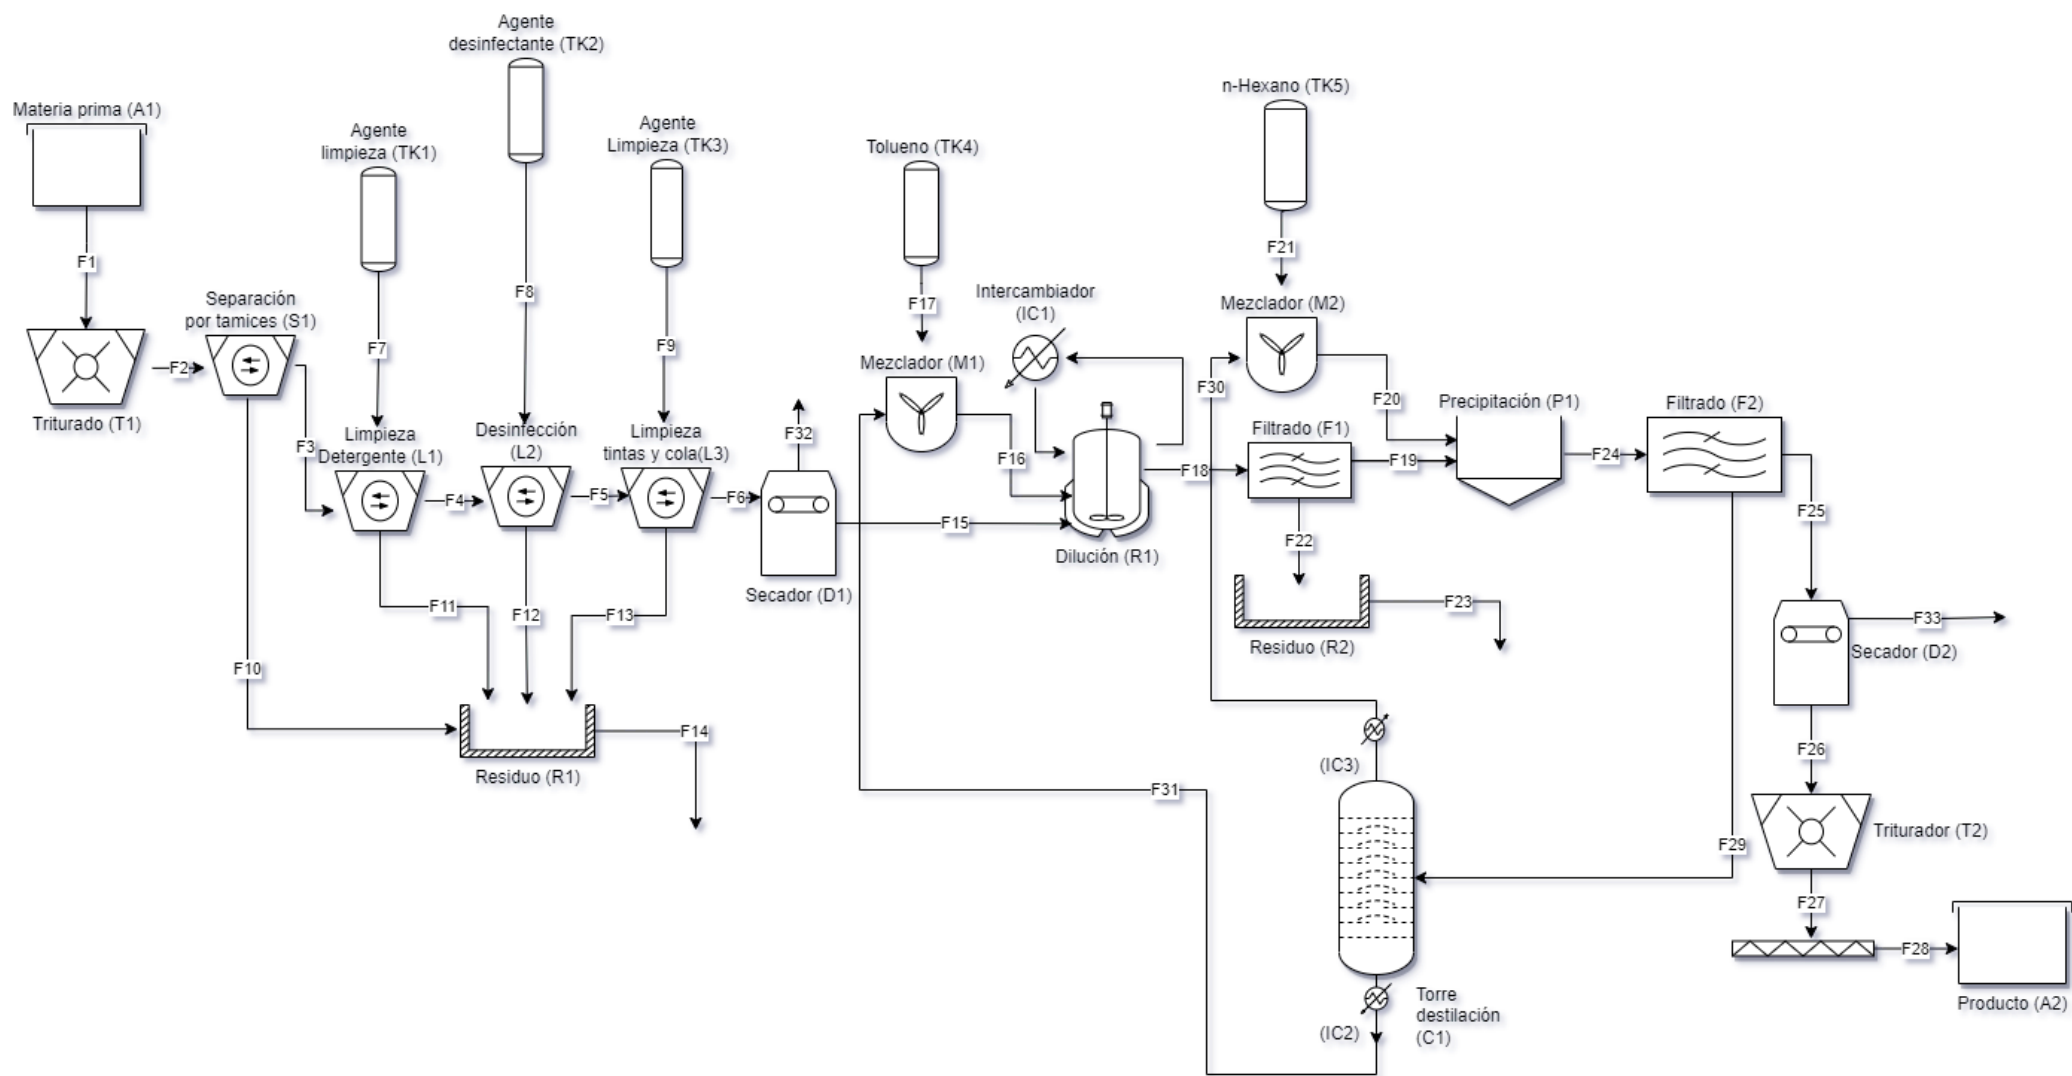 Agente
desinfectante (TK2)
Materia prima (A1)
Agente
limpieza (TK1)
Agente
Limpieza (TK3)
Tolueno (TK4)
n-Hexano (TK5)
F1
F7
F8
F9
F17
F21
Separación
por tamices (S1)
Intercambiador
(IC1)
Mezclador (M2)
F2
Triturado (T1)
F3
Limpieza
Detergente (L1)
Desinfección
(L2)
Limpieza
tintas y cola(L3)
F32
Mezclador (M1)
F30
F20
Precipitación (P1)
Filtrado (F2)
Filtrado (F1)
F4
F5
F6
F16
F18
F19
F24
F25
F15
Secador (D1)
Dilución (R1)
F22
F23
Residuo (R2)
F33
Secador (D2)
F11
F12
F13
F10
F14
Residuo (R1)
F26
(IC3)
F31
F29
Triturador (T2)
F27
F28
Producto (A2)
(IC2)
Torre
destilación
(C1)